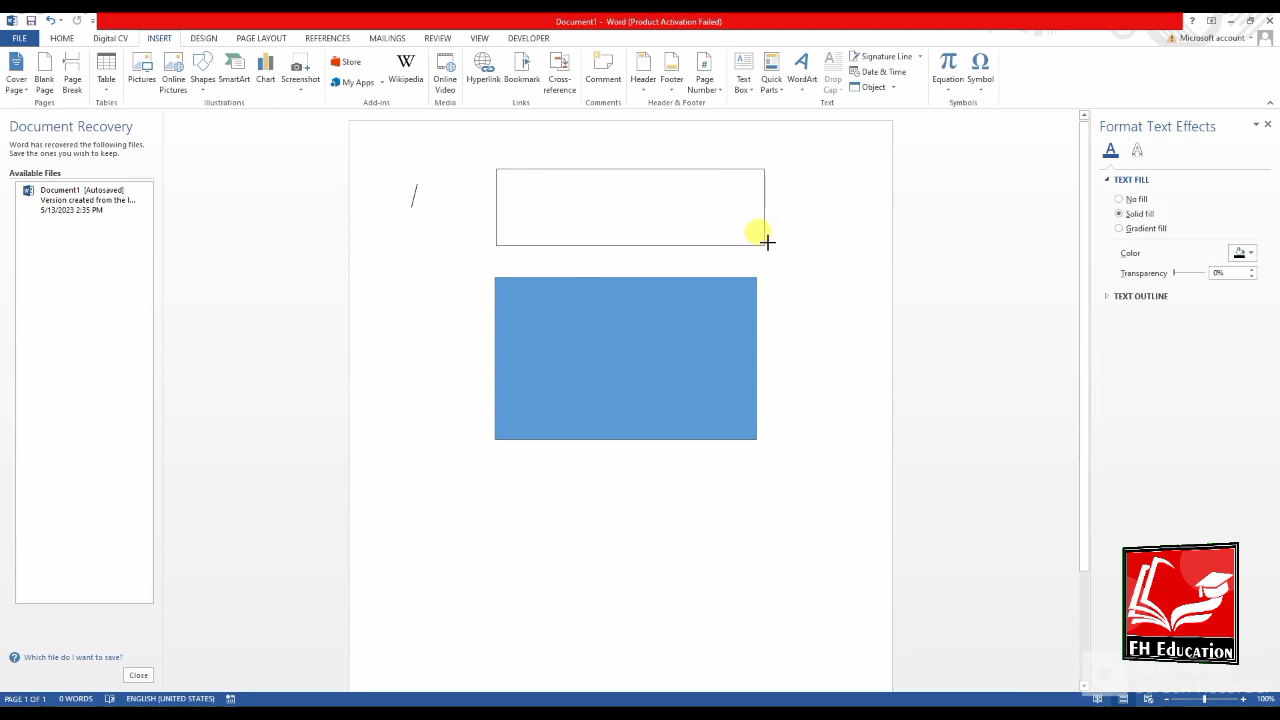 Document1 - Word (Product Activation Failed)
FILE HOME Digital CV INSERT DESIGN PAGE LAYOUT REFERENCES MAILINGS REVIEW VIEW DEVELOPER Microsoft account
Cover Page
Blank Page
Page Break
Table
Pictures
Online Pictures
Shapes
SmartArt
Chart
Screenshot
Store
My Apps
Wikipedia
Online Video
Hyperlink
Bookmark
Cross-reference
Comment
Header
Footer
Page Number
Text Box
Quick Parts
WordArt
Drop Cap
Signature Line
Date & Time
Object
Equation
Symbol
Pages Tables Illustrations Add-ins Media Links Comments Header & Footer Text Symbols
Document Recovery
Word has recovered the following files.
Save the ones you wish to keep.
Available Files
Document1 [Autosaved]
Version created from the l...
5/13/2023 2:35 PM
Which file do I want to save?
Close
Format Text Effects
TEXT FILL
No fill
Solid fill
Gradient fill
Color
Transparency 0%
TEXT OUTLINE
FH Education
PAGE 1 OF 1 0 WORDS ENGLISH (UNITED STATES) 100%